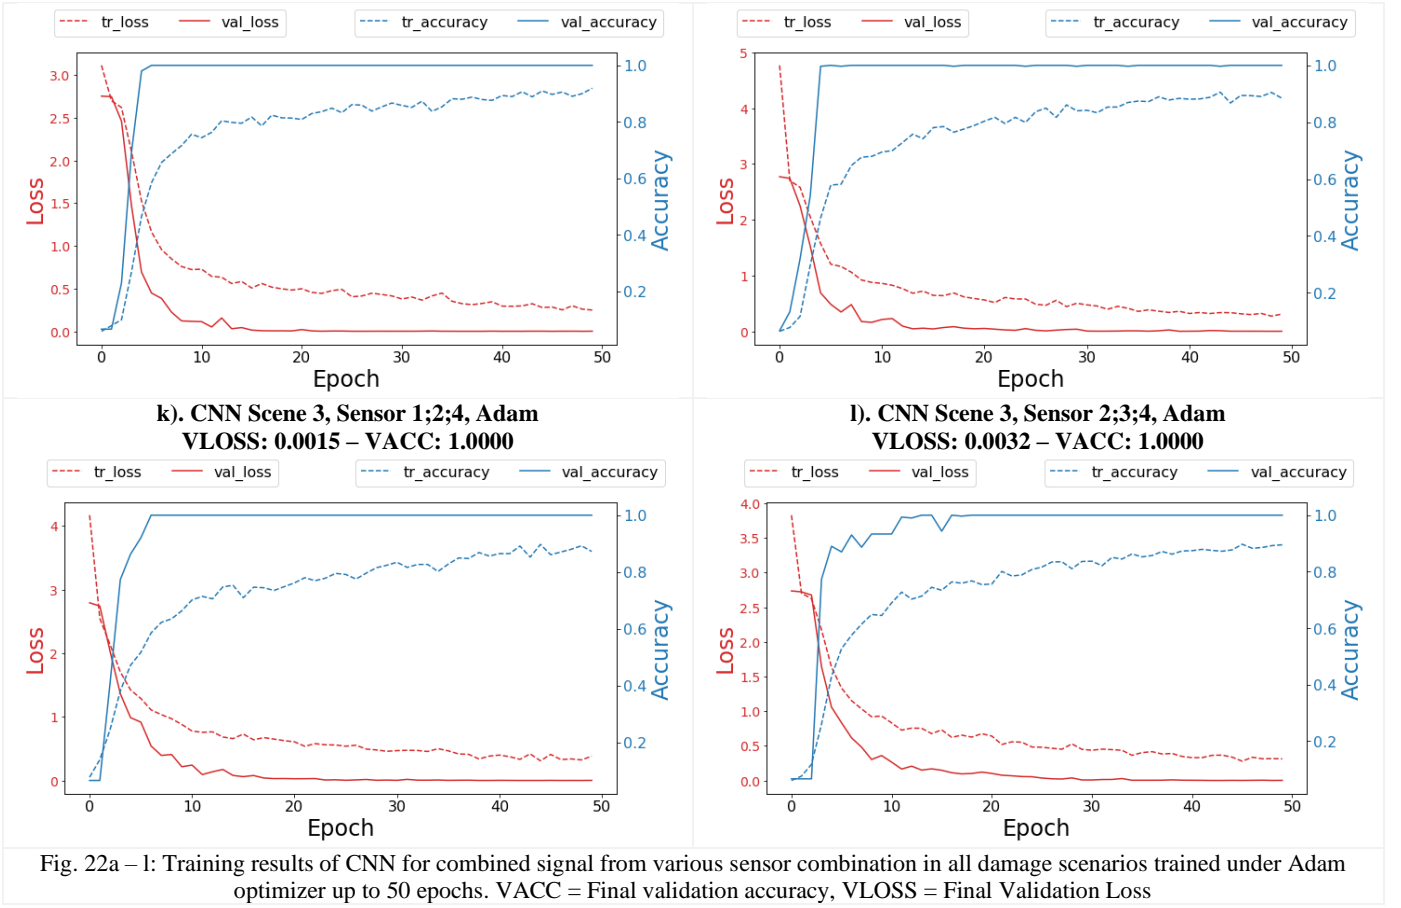 tr_loss val_loss tr_accuracy val_accuracy
tr_loss val_loss tr_accuracy val_accuracy
3.0
2.5
2.0
1.5
1.0
0.5
0.0
Loss
1.0
0.8
0.6
0.4
0.2
Accuracy
0 10 20 30 40 50
Epoch
5
4
3
2
1
0
Loss
1.0
0.8
0.6
0.4
0.2
Accuracy
0 10 20 30 40 50
Epoch
k). CNN Scene 3, Sensor 1;2;4, Adam
VLOSS: 0.0015 – VACC: 1.0000
l). CNN Scene 3, Sensor 2;3;4, Adam
VLOSS: 0.0032 – VACC: 1.0000
tr_loss val_loss tr_accuracy val_accuracy
tr_loss val_loss tr_accuracy val_accuracy
4
3
2
1
0
Loss
1.0
0.8
0.6
0.4
0.2
Accuracy
0 10 20 30 40 50
Epoch
4.0
3.5
3.0
2.5
2.0
1.5
1.0
0.5
0.0
Loss
1.0
0.8
0.6
0.4
0.2
Accuracy
0 10 20 30 40 50
Epoch
Fig. 22a – l: Training results of CNN for combined signal from various sensor combination in all damage scenarios trained under Adam
optimizer up to 50 epochs. VACC = Final validation accuracy, VLOSS = Final Validation Loss